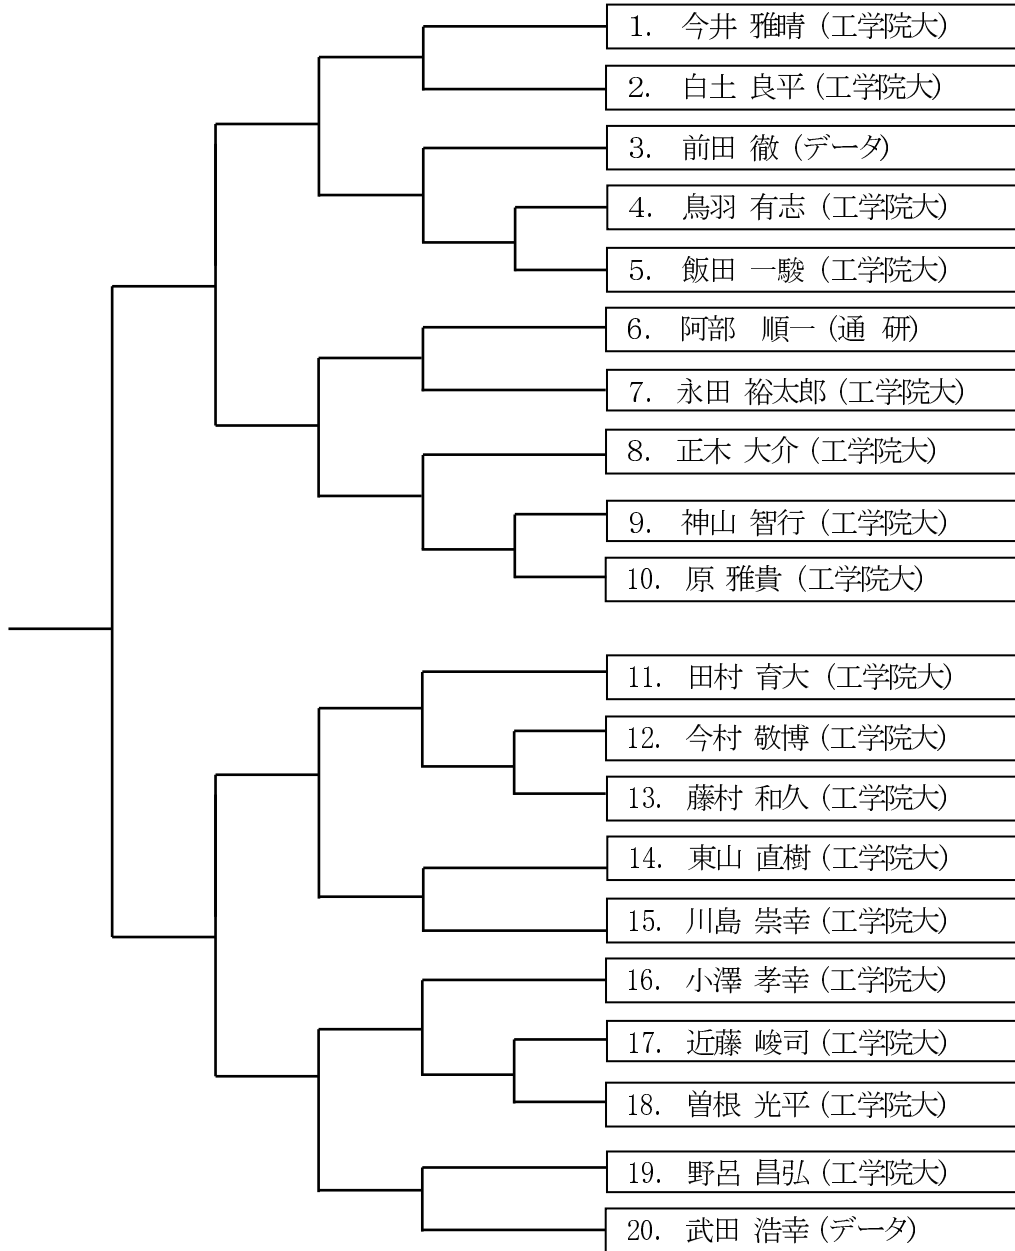 1. 今井 雅晴 (工学院大)
2. 白土 良平 (工学院大)
3. 前田 徹 (データ)
4. 鳥羽 有志 (工学院大)
5. 飯田 一駿 (工学院大)
6. 阿部 順一 (通 研)
7. 永田 裕太郎 (工学院大)
8. 正木 大介 (工学院大)
9. 神山 智行 (工学院大)
10. 原 雅貴 (工学院大)
11. 田村 育大 (工学院大)
12. 今村 敬博 (工学院大)
13. 藤村 和久 (工学院大)
14. 東山 直樹 (工学院大)
15. 川島 崇幸 (工学院大)
16. 小澤 孝幸 (工学院大)
17. 近藤 峻司 (工学院大)
18. 曽根 光平 (工学院大)
19. 野呂 昌弘 (工学院大)
20. 武田 浩幸 (データ)